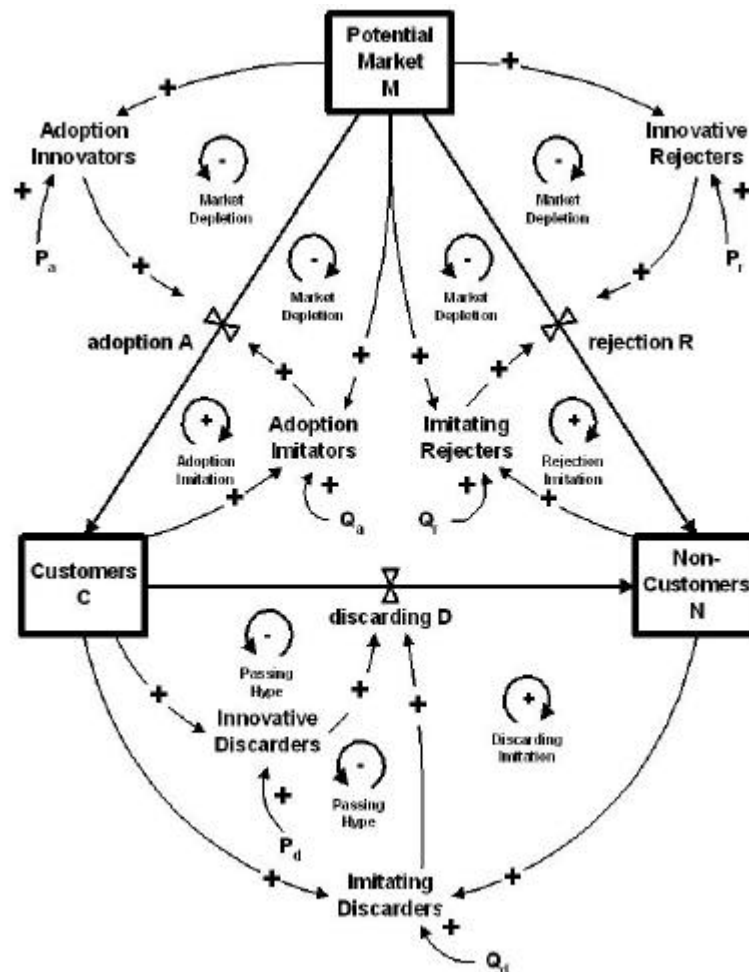 Potential
Market
M
+
+
Adoption
Innovators
Innovative
Rejecters
-
Market
Depletion
-
Market
Depletion
+
+
P a
P r
-
Market
Depletion
-
Market
Depletion
+
+
adoption A
rejection R
+
+
+
+
Adoption
Imitators
Imitating
Rejecters
+
Adoption
Imitation
+
Rejection
Imitation
+
+
+
+
Q a
Q r
Customers
C
Non-
Customers
N
discarding D
-
Passing
Hype
+
+
+
+
Discarding
Imitation
Innovative
Discarders
-
Passing
Hype
+
P d
+
+
Imitating
Discarders
+
Q d